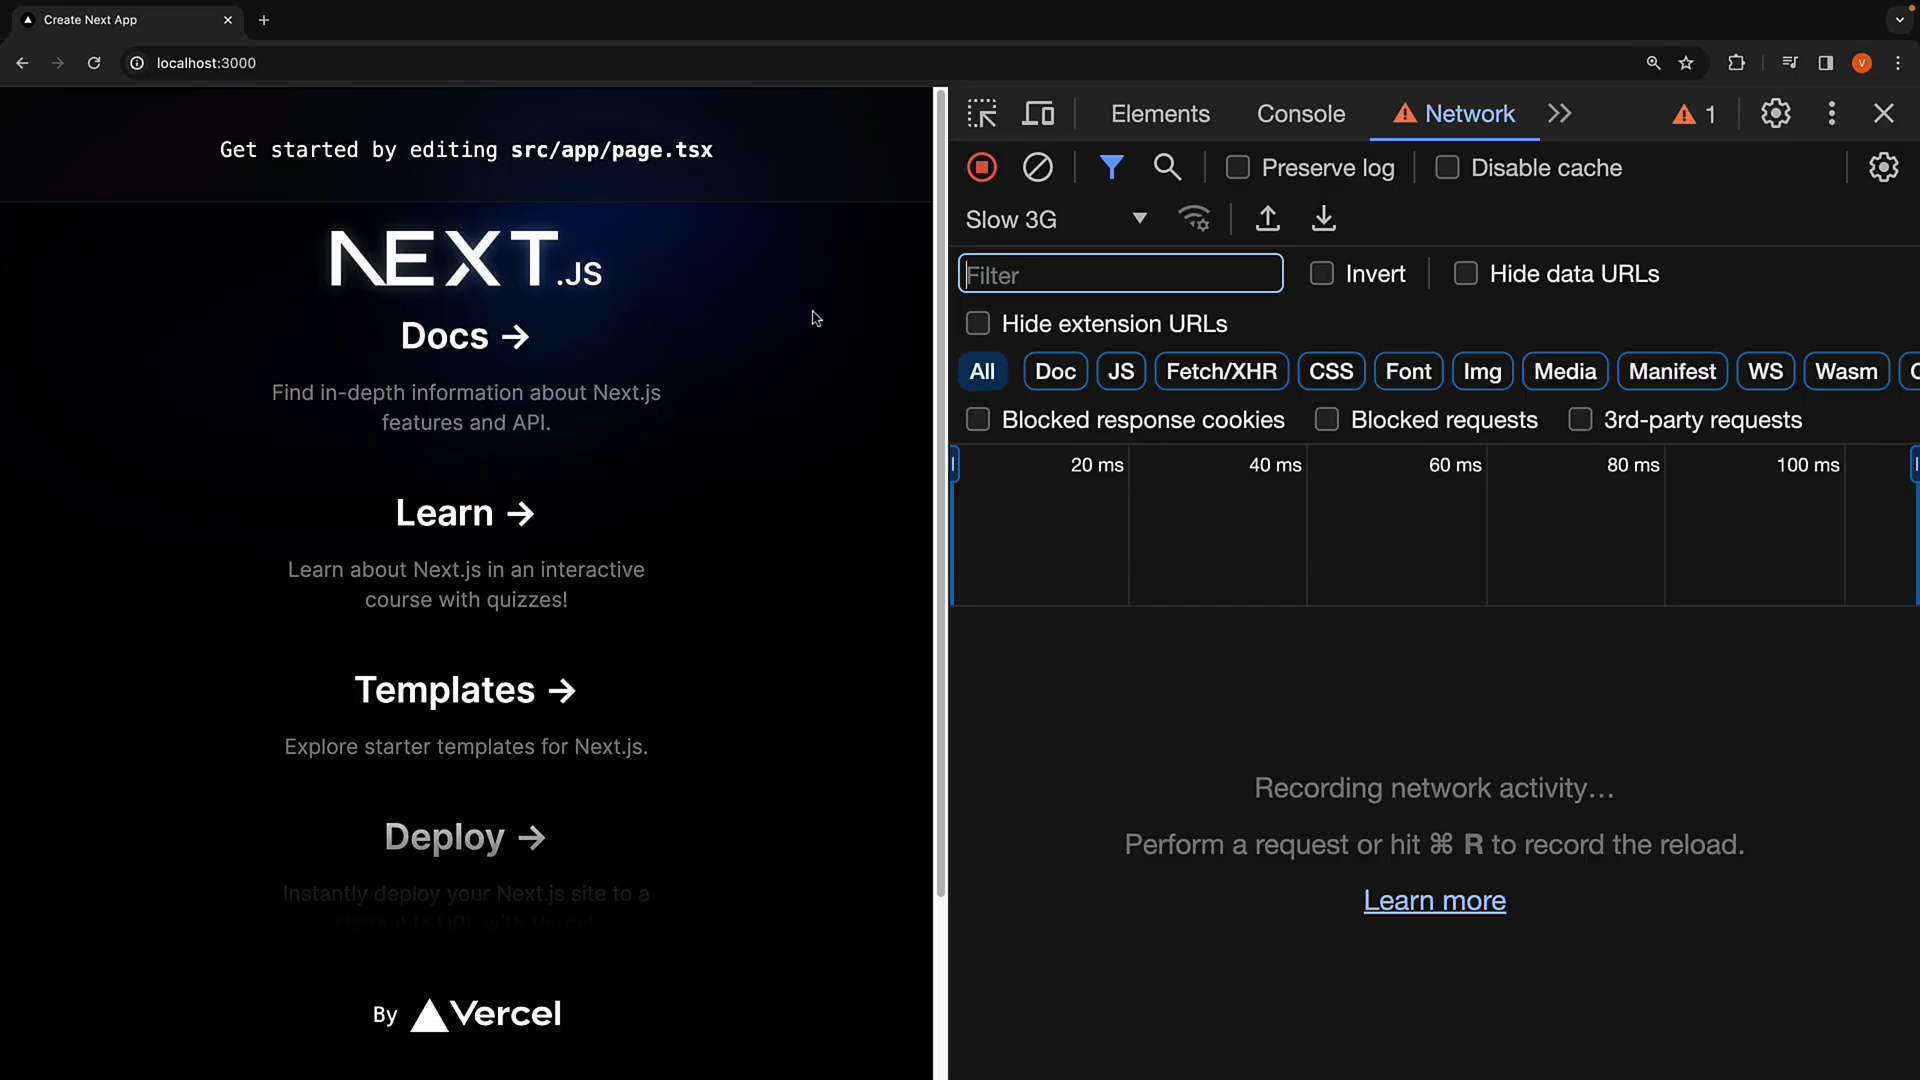 Create Next App
localhost:3000
V
Get started by editing src/app/page.tsx
NEXT.JS
Docs →
Find in-depth information about Next.js
features and API.
Learn →
Learn about Next.js in an interactive
course with quizzes!
Templates →
Explore starter templates for Next.js.
Deploy →
Instantly deploy your Next.js site to a
shareable URL with Vercel.
By Vercel
Elements Console Network 1
Preserve log Disable cache
Slow 3G
Filter Invert Hide data URLs
Hide extension URLs
All Doc JS Fetch/XHR CSS Font Img Media Manifest WS Wasm
Blocked response cookies Blocked requests 3rd-party requests
20 ms 40 ms 60 ms 80 ms 100 ms
Recording network activity…
Perform a request or hit ⌘ R to record the reload.
Learn more